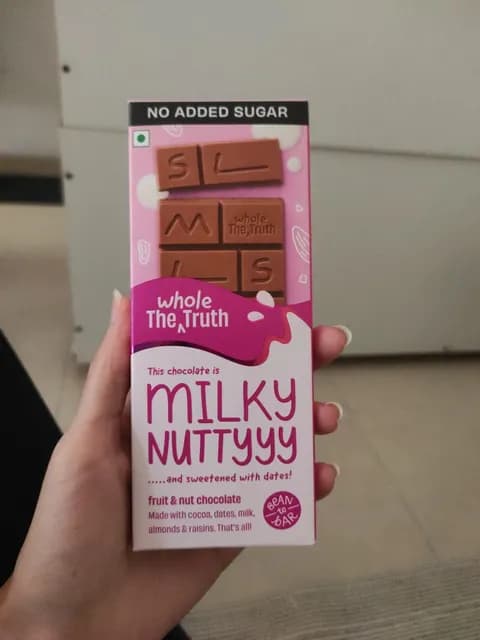 NO ADDED SUGAR
S L
M whole The Truth
L S
whole
The Truth
This chocolate is
MILKY
NUTTYYY
.....and sweetened with dates!
fruit & nut chocolate
Made with cocoa, dates, milk,
almonds & raisins. That's all!
BEAN
to
BAR